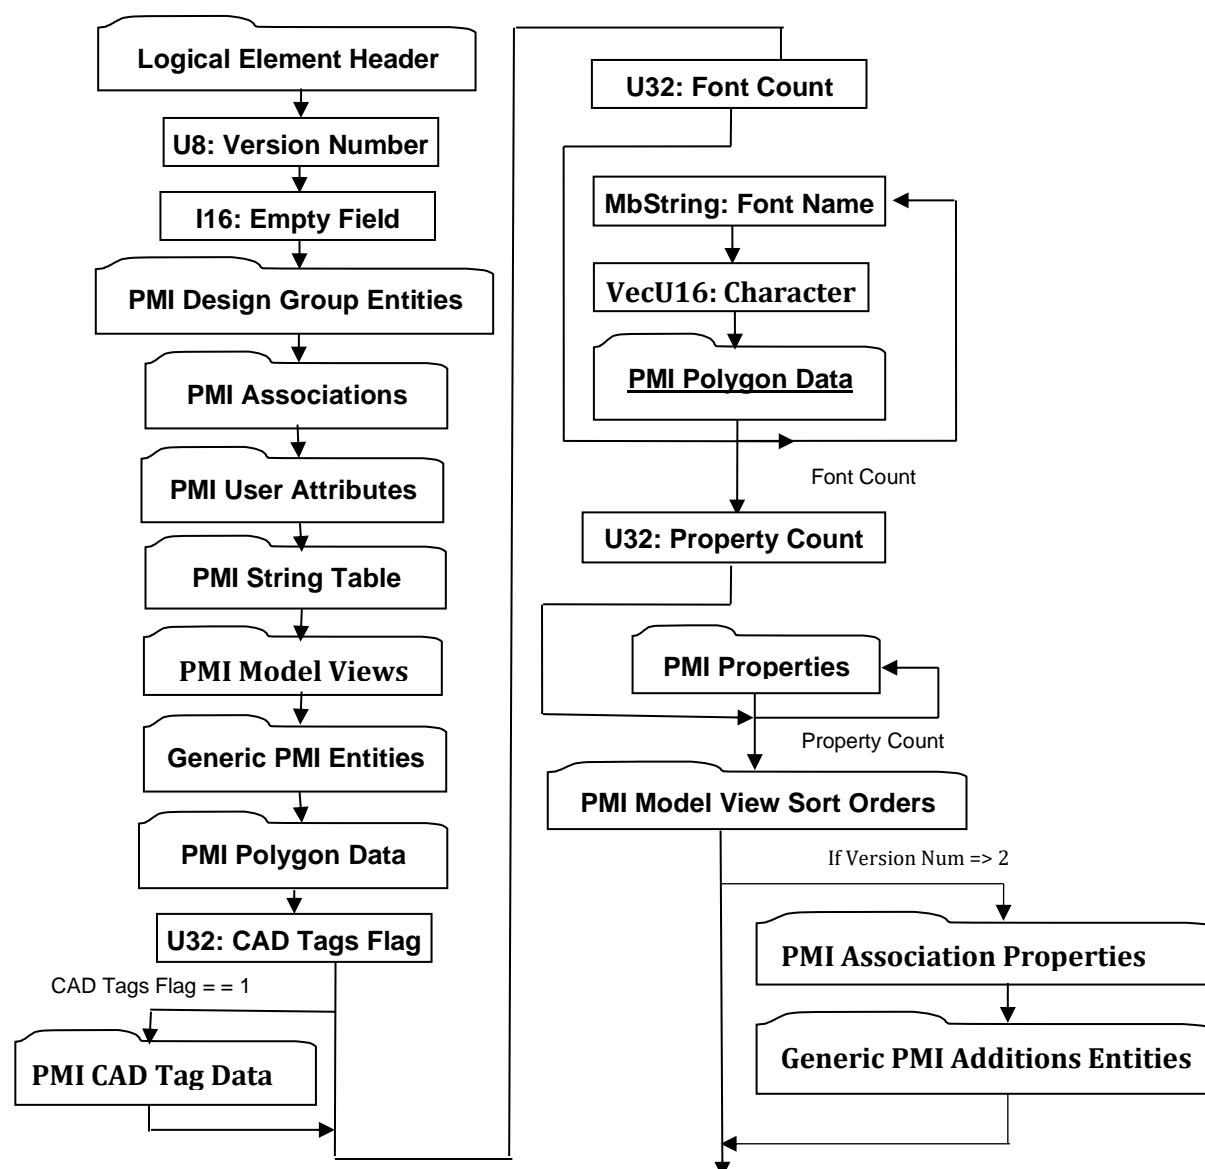 Logical Element Header
U8: Version Number
I16: Empty Field
PMI Design Group Entities
PMI Associations
PMI User Attributes
PMI String Table
PMI Model Views
Generic PMI Entities
PMI Polygon Data
U32: CAD Tags Flag
CAD Tags Flag = = 1
PMI CAD Tag Data
U32: Font Count
MbString: Font Name
VecU16: Character
PMI Polygon Data
Font Count
U32: Property Count
PMI Properties
Property Count
PMI Model View Sort Orders
If Version Num => 2
PMI Association Properties
Generic PMI Additions Entities